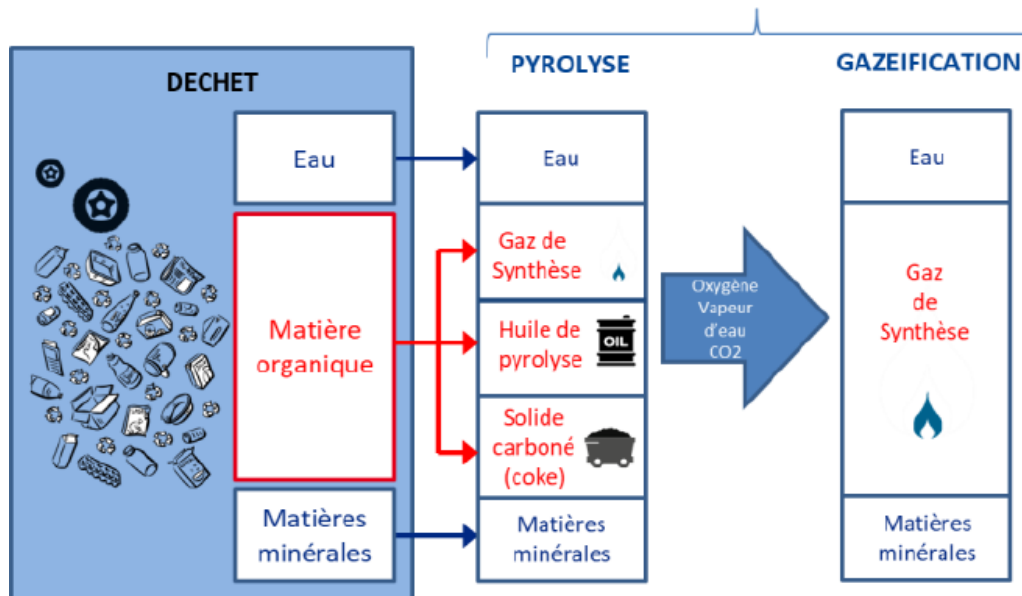 DECHET
Eau
Matière
organique
Matières
minérales
PYROLYSE
Eau
Gaz de
Synthèse
Huile de
pyrolyse
OIL
Solide
carboné
(coke)
Matières
minérales
Oxygène
Vapeur
d'eau
CO2
GAZEIFICATION
Eau
Gaz
de
Synthèse
Matières
minérales